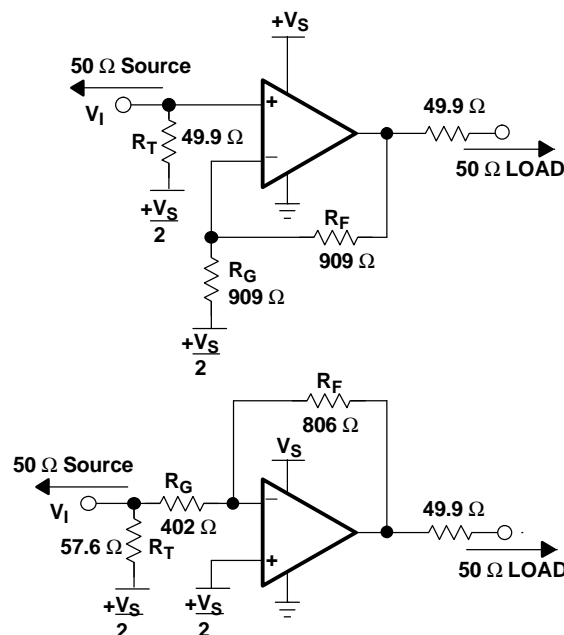 +VS
50 Ω Source
VI
+
49.9 Ω
RT
49.9 Ω
−
50 Ω LOAD
+VS
2
RF
909 Ω
RG
909 Ω
+VS
2
RF
806 Ω
VS
50 Ω Source
RG
402 Ω
−
49.9 Ω
VI
57.6 Ω
RT
+
50 Ω LOAD
+VS
2
+VS
2